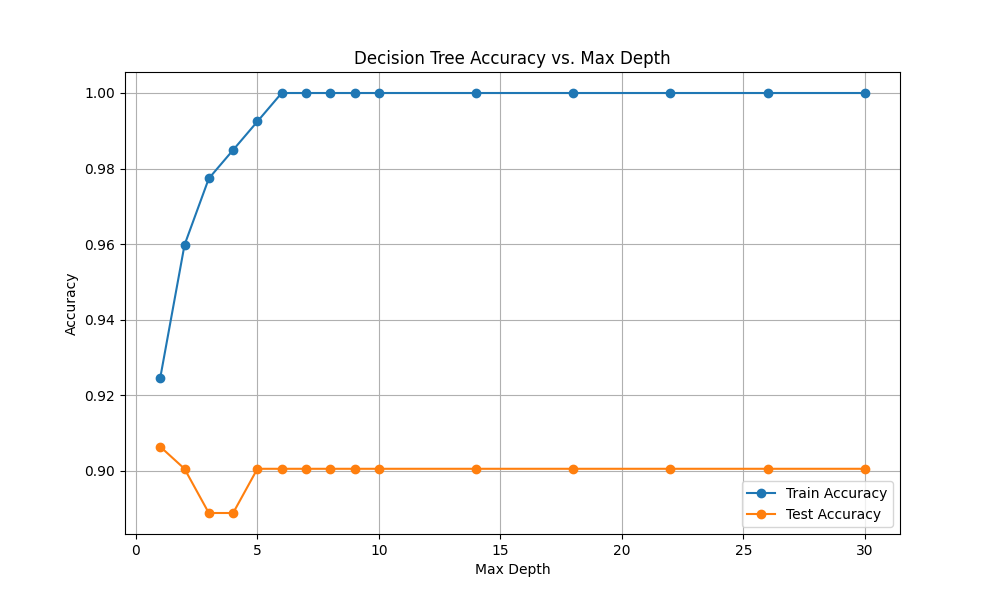 Decision Tree Accuracy vs. Max Depth
1.00
0.98
0.96
0.94
0.92
0.90
Accuracy
Train Accuracy
Test Accuracy
0 5 10 15 20 25 30
Max Depth